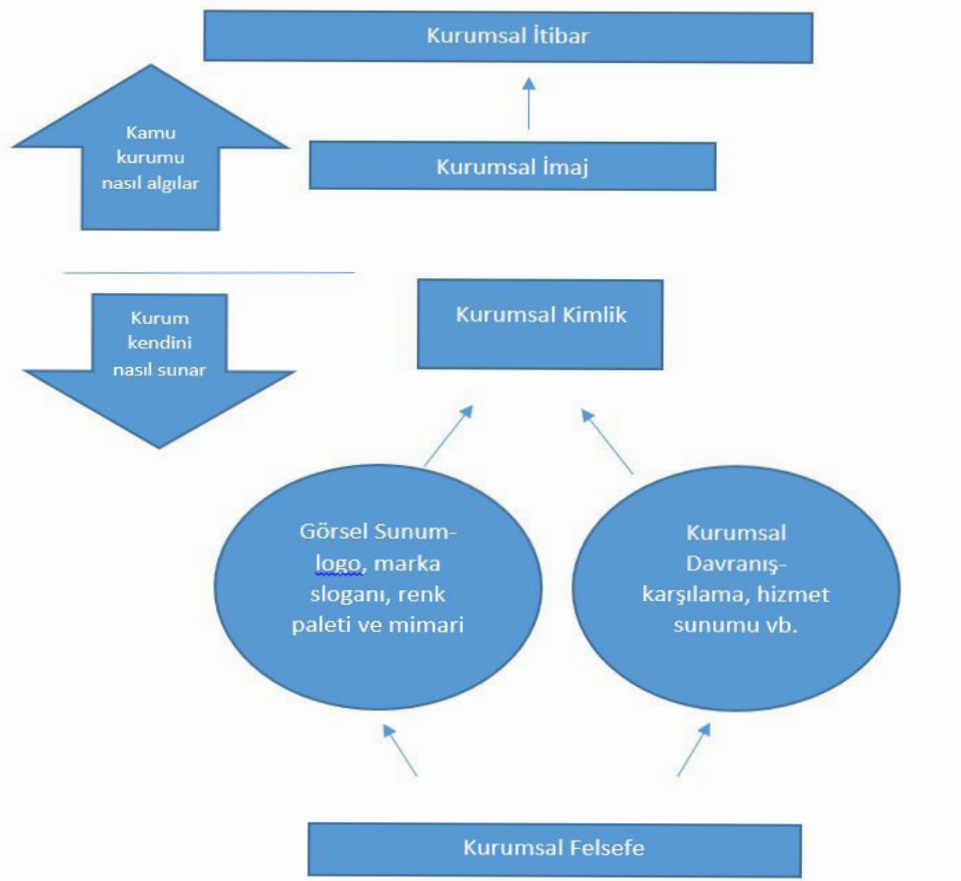 Kurumsal İtibar
Kamu
kurumu
nasıl algılar
Kurumsal İmaj
Kurum
kendini
nasıl sunar
Kurumsal Kimlik
Görsel Sunum-
logo, marka
sloganı, renk
paleti ve mimari
Kurumsal
Davranış-
karşılama, hizmet
sunumu vb.
Kurumsal Felsefe